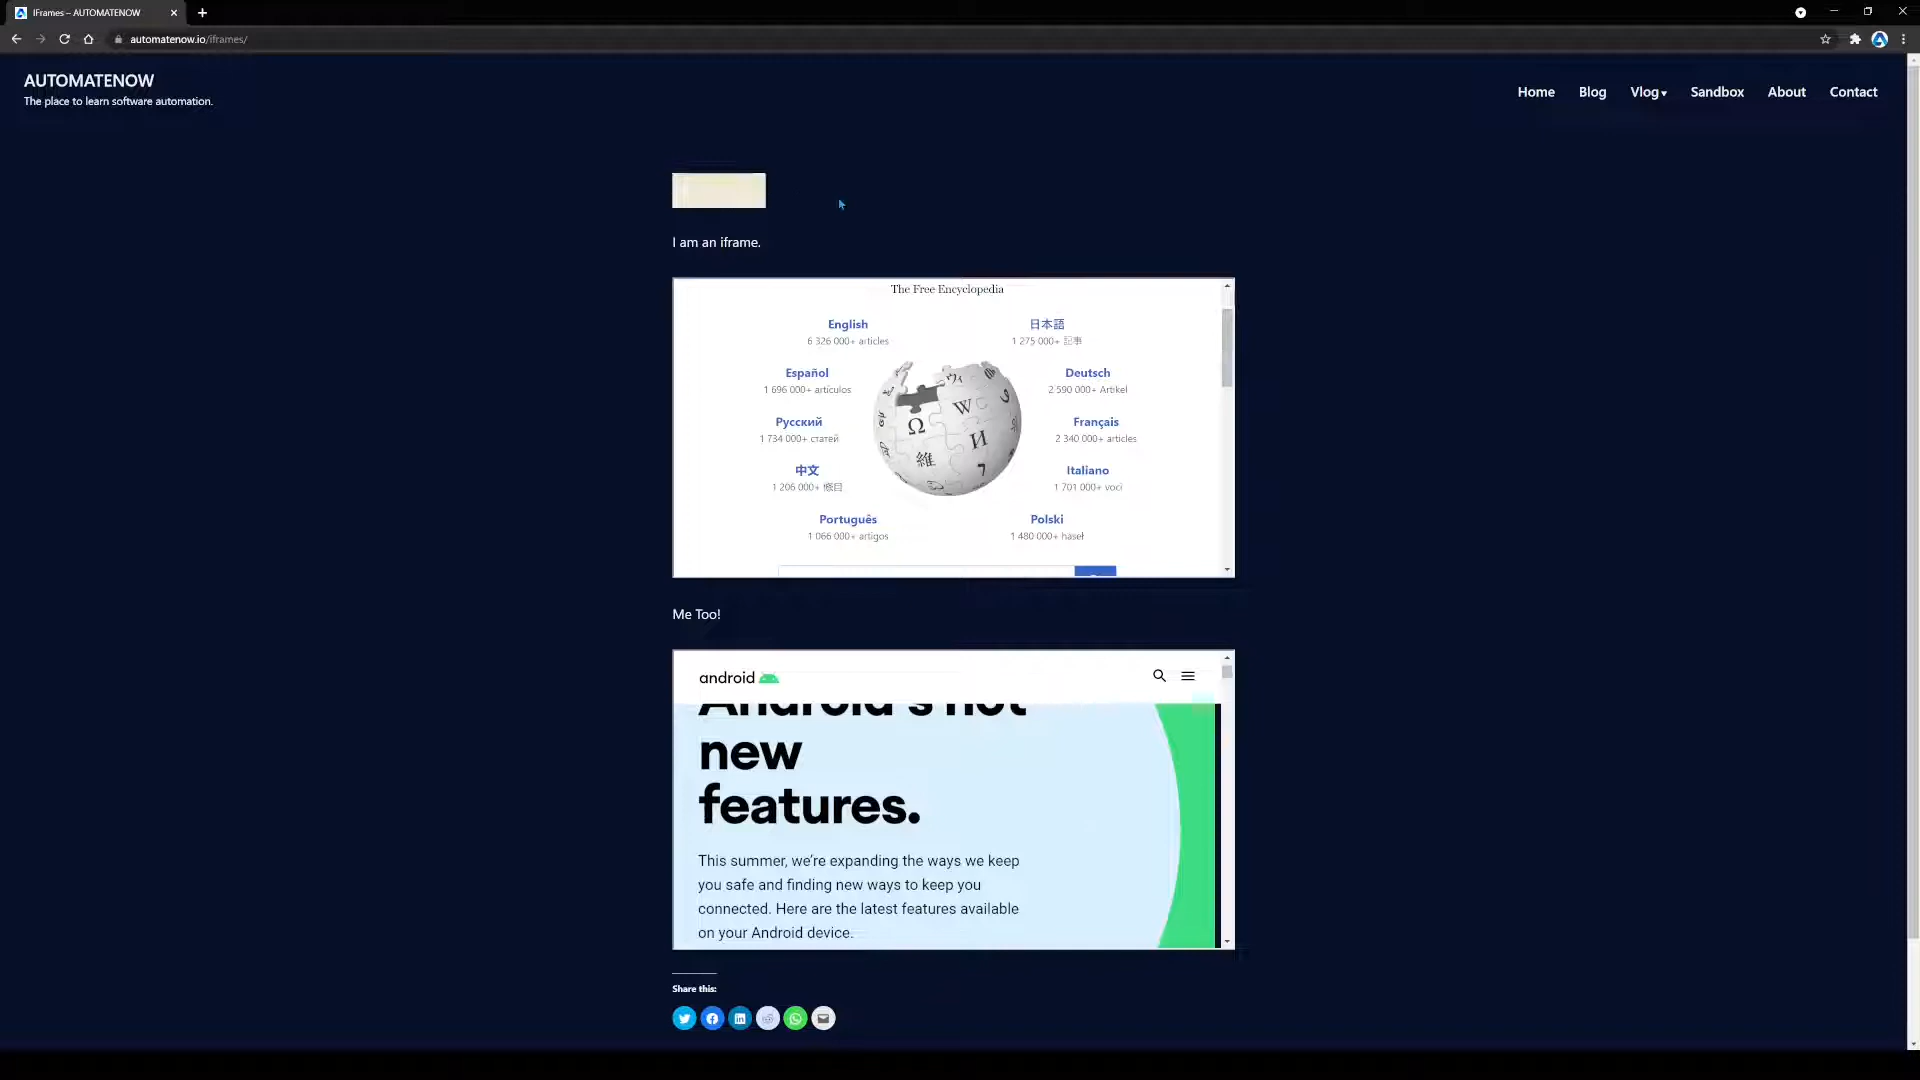 IFrames – AUTOMATENOW
automatenow.io/iframes/
AUTOMATENOW
The place to learn software automation.
Home
Blog
Vlog
Sandbox
About
Contact
I am an iframe.
The Free Encyclopedia
English
6 326 000+ articles
日本語
1 275 000+ 記事
Español
1 696 000+ artículos
Deutsch
2 590 000+ Artikel
Русский
1 734 000+ статей
Français
2 340 000+ articles
中文
1 206 000+ 條目
Italiano
1 701 000+ voci
Português
1 066 000+ artigos
Polski
1 480 000+ haseł
Me Too!
android
Android's hot
new
features.
This summer, we're expanding the ways we keep
you safe and finding new ways to keep you
connected. Here are the latest features available
on your Android device.
Share this: